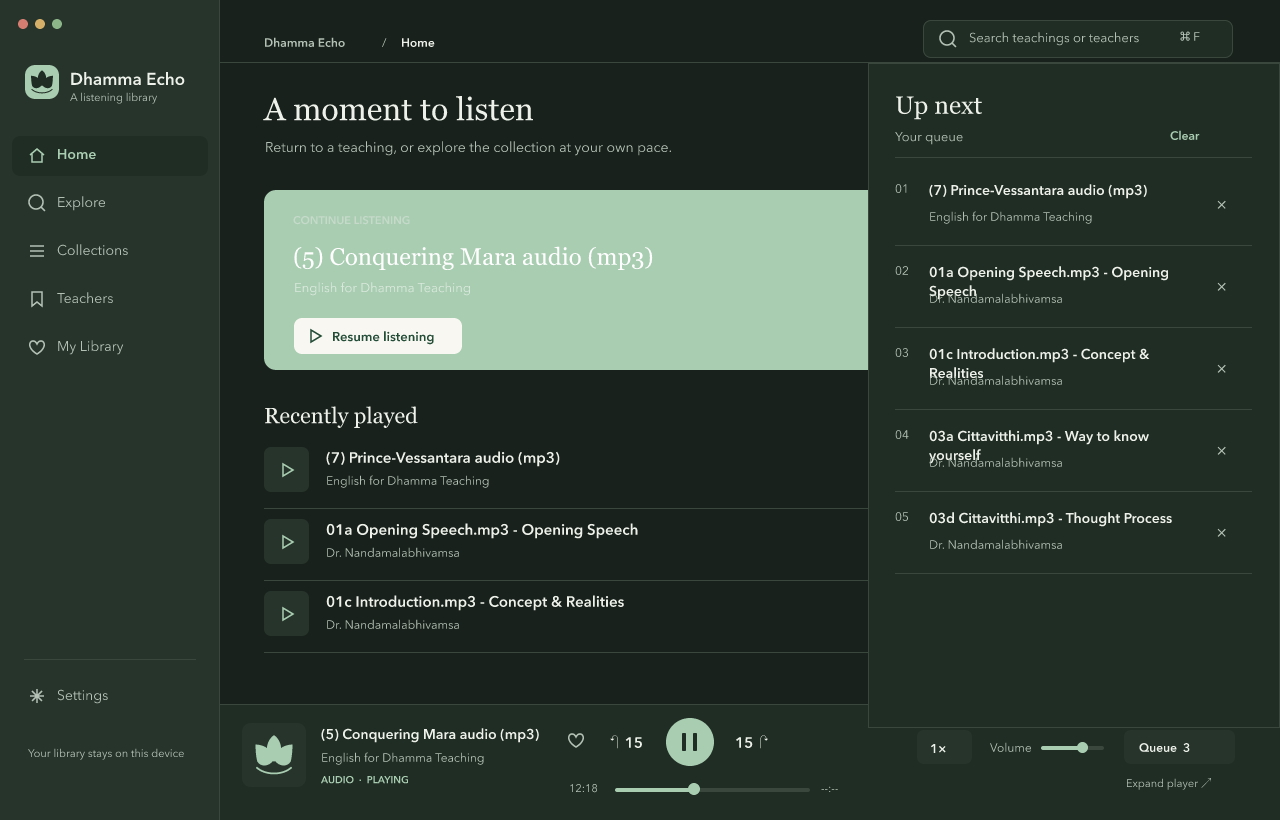 Dhamma Echo
A listening library
Home
Explore
Collections
Teachers
My Library
Settings
Your library stays on this device
Dhamma Echo / Home
Search teachings or teachers ⌘ F
A moment to listen
Return to a teaching, or explore the collection at your own pace.
CONTINUE LISTENING
(5) Conquering Mara audio (mp3)
English for Dhamma Teaching
Resume listening
Recently played
(7) Prince-Vessantara audio (mp3)
English for Dhamma Teaching
01a Opening Speech.mp3 - Opening Speech
Dr. Nandamalabhivamsa
01c Introduction.mp3 - Concept & Realities
Dr. Nandamalabhivamsa
Up next
Your queue
Clear
01 (7) Prince-Vessantara audio (mp3)
English for Dhamma Teaching
02 01a Opening Speech.mp3 - Opening
Speech
Dr. Nandamalabhivamsa
03 01c Introduction.mp3 - Concept &
Realities
Dr. Nandamalabhivamsa
04 03a Cittavitthi.mp3 - Way to know
yourself
Dr. Nandamalabhivamsa
05 03d Cittavitthi.mp3 - Thought Process
Dr. Nandamalabhivamsa
(5) Conquering Mara audio (mp3)
English for Dhamma Teaching
AUDIO · PLAYING
15
15
12:18
--:--
1×
Volume
Queue 3
Expand player ↗